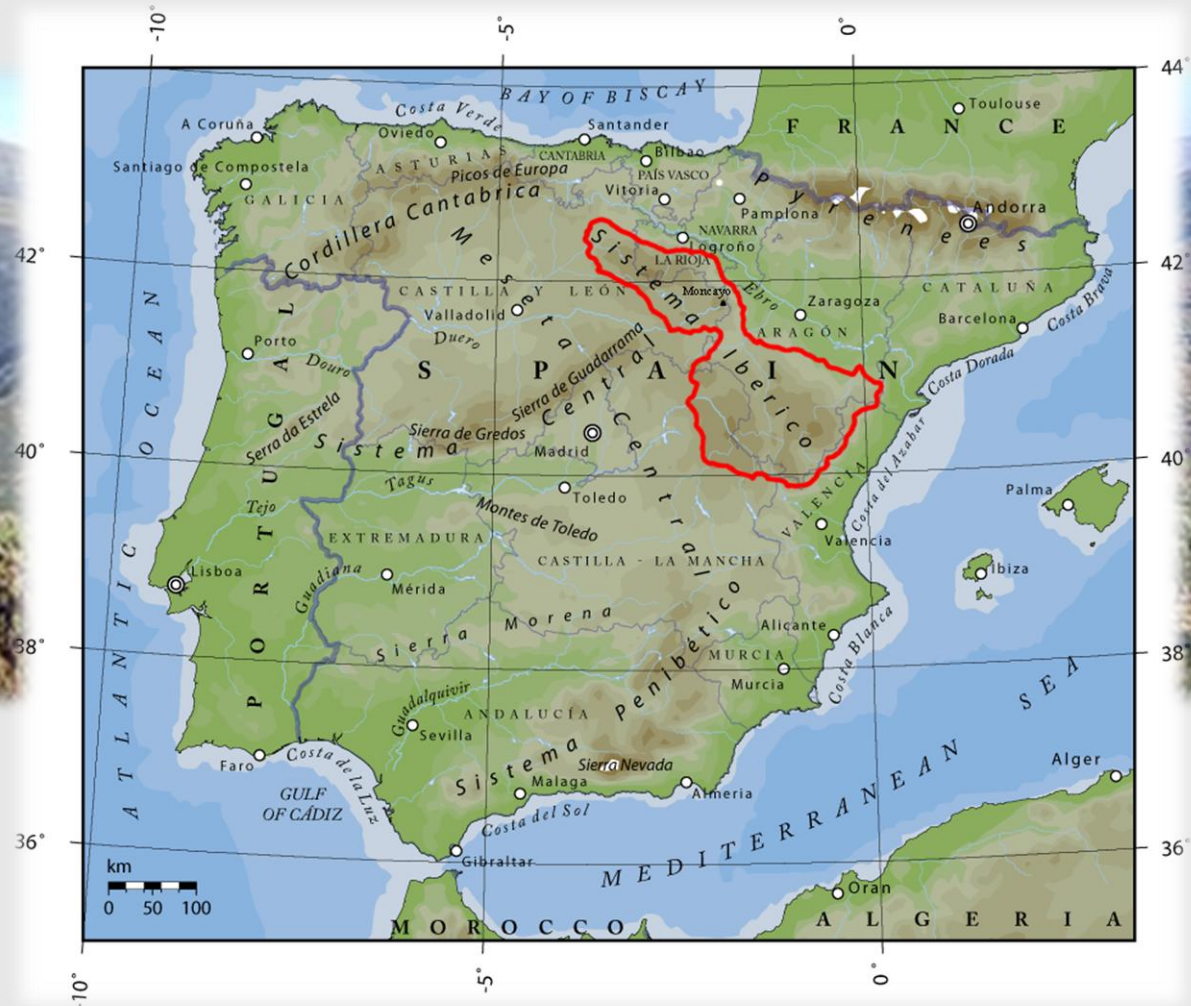 -10°
-5°
0°
44°
BAY OF BISCAY
Costa Verde
Toulouse
FRANCE
A Coruña
Oviedo
Santander
Bilbao
ASTURIAS
CANTABRIA
PAÍS VASCO
Santiago de Compostela
Picos de Europa
Vitoria
Pamplona
Pyrenees
Andorra
GALICIA
Cordillera Cantabrica
NAVARRA
Logroño
LA RIOJA
42°
42°
Meseta Central
Sistema Iberico
Moncayo
Ebro
CASTILLA Y LEÓN
Zaragoza
CATALUÑA
Valladolid
ARAGÓN
Barcelona
Costa Brava
Porto
Douro
Duero
SPAIN
Costa Dorada
PORTUGAL
Sierra de Guadarrama
Serra da Estrela
Sistema Central
Sierra de Gredos
Madrid
40°
40°
Tagus
Toledo
Costa del Azahar
Palma
Tejo
Montes de Toledo
VALENCIA
Valencia
EXTREMADURA
CASTILLA - LA MANCHA
Ibiza
Lisboa
Guadiana
Mérida
ATLANTIC OCEAN
Sierra Morena
Alicante
Costa Blanca
38°
38°
MURCIA
Murcia
Guadalquivir
ANDALUCÍA
Sistema Penibético
Sevilla
Faro
Costa de la Luz
Sierra Nevada
Malaga
Almeria
Alger
GULF
OF CÁDIZ
Costa del Sol
MEDITERRANEAN SEA
36°
36°
Gibraltar
km
0 50 100
Oran
MOROCCO
ALGERIA
-10°
-5°
0°